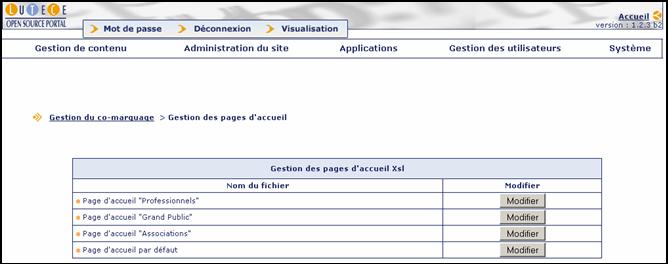 LUTECE
OPEN SOURCE PORTAL
Mot de passe Déconnexion Visualisation
Accueil
version : 1.2.3 b2
Gestion de contenu Administration du site Applications Gestion des utilisateurs Système
Gestion du co-marquage > Gestion des pages d'accueil
Gestion des pages d'accueil Xsl
Nom du fichier Modifier
Page d'accueil "Professionnels" Modifier
Page d'accueil "Grand Public" Modifier
Page d'accueil "Associations" Modifier
Page d'accueil par défaut Modifier